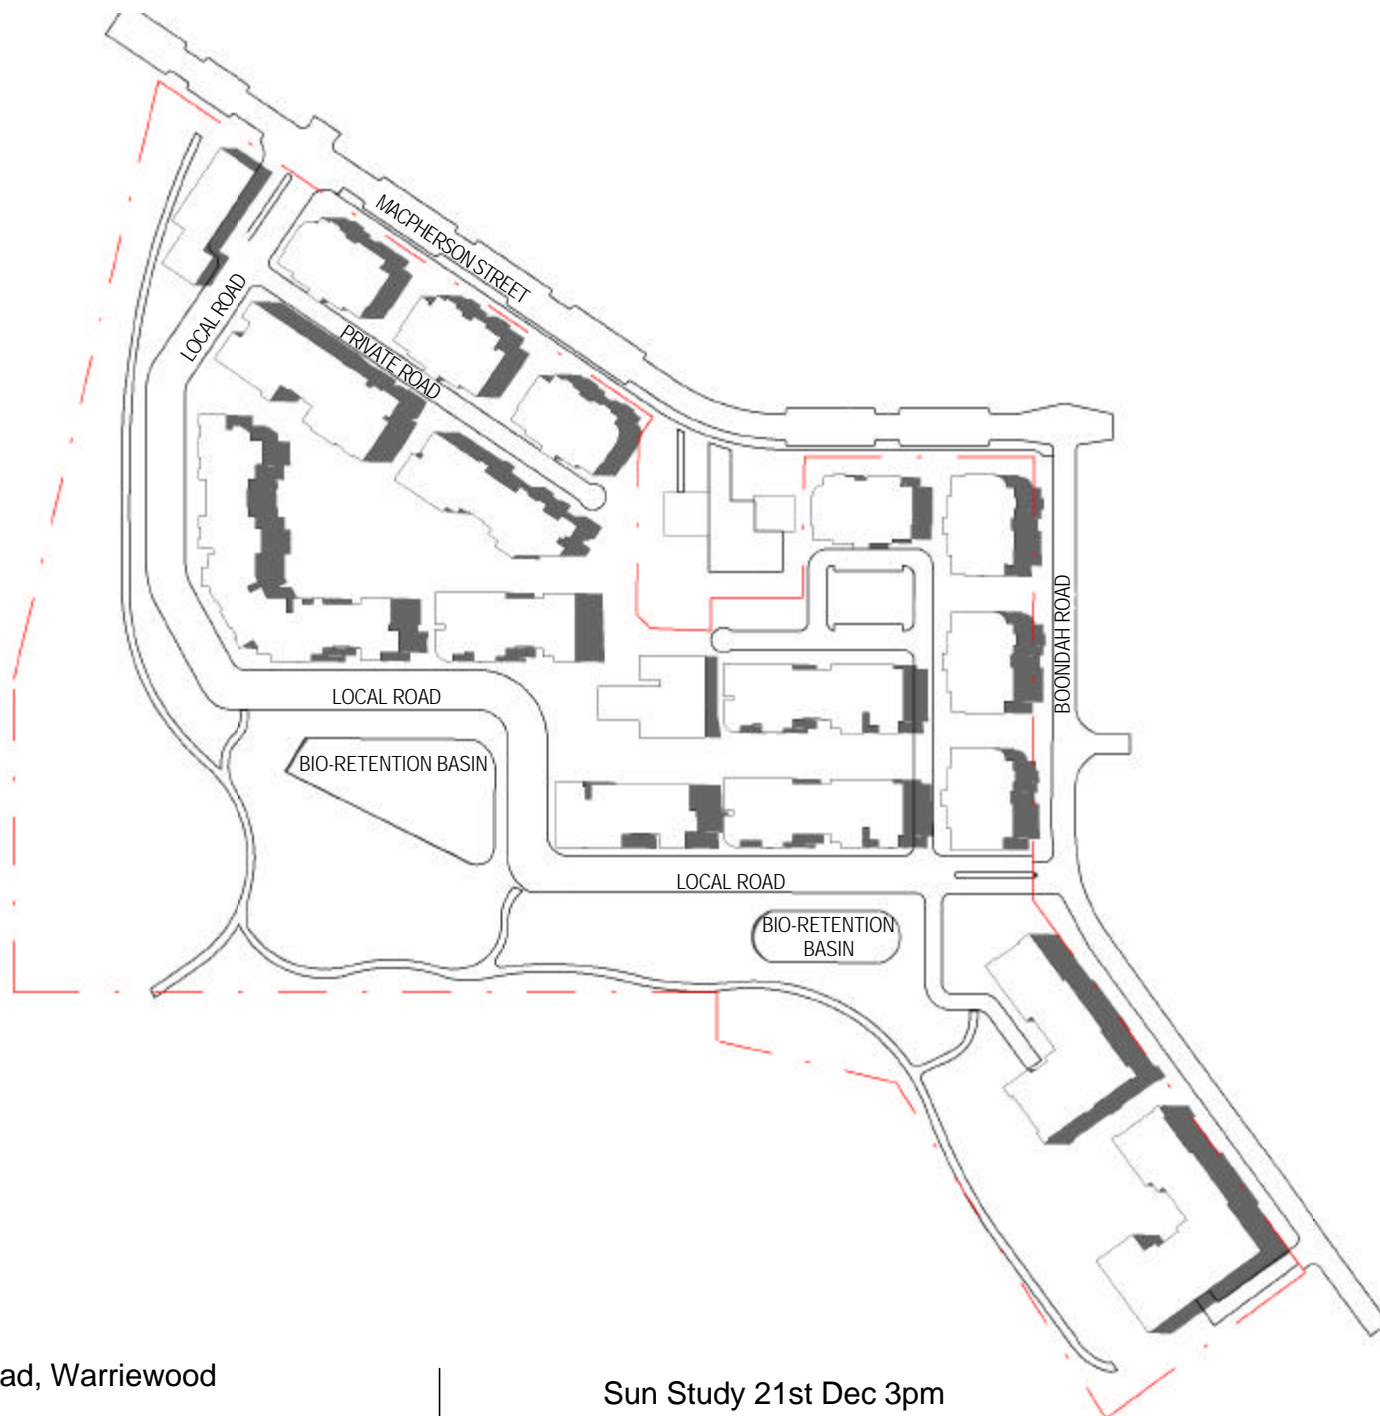 MACPHERSON STREET
LOCAL ROAD
PRIVATE ROAD
BOONDAH ROAD
LOCAL ROAD
BIO-RETENTION BASIN
LOCAL ROAD
BIO-RETENTION
BASIN
ad, Warriewood
Sun Study 21st Dec 3pm